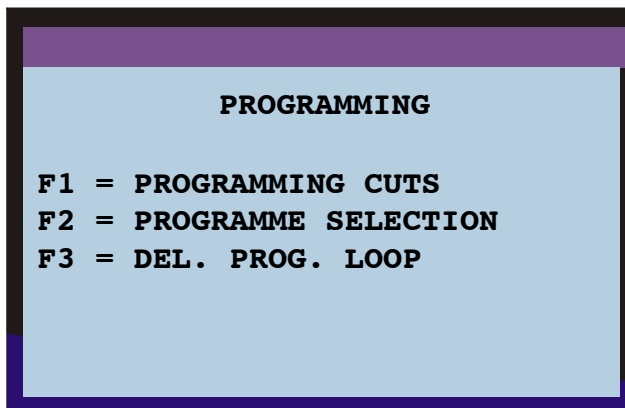 PROGRAMMING
F1 = PROGRAMMING CUTS
F2 = PROGRAMME SELECTION
F3 = DEL. PROG. LOOP